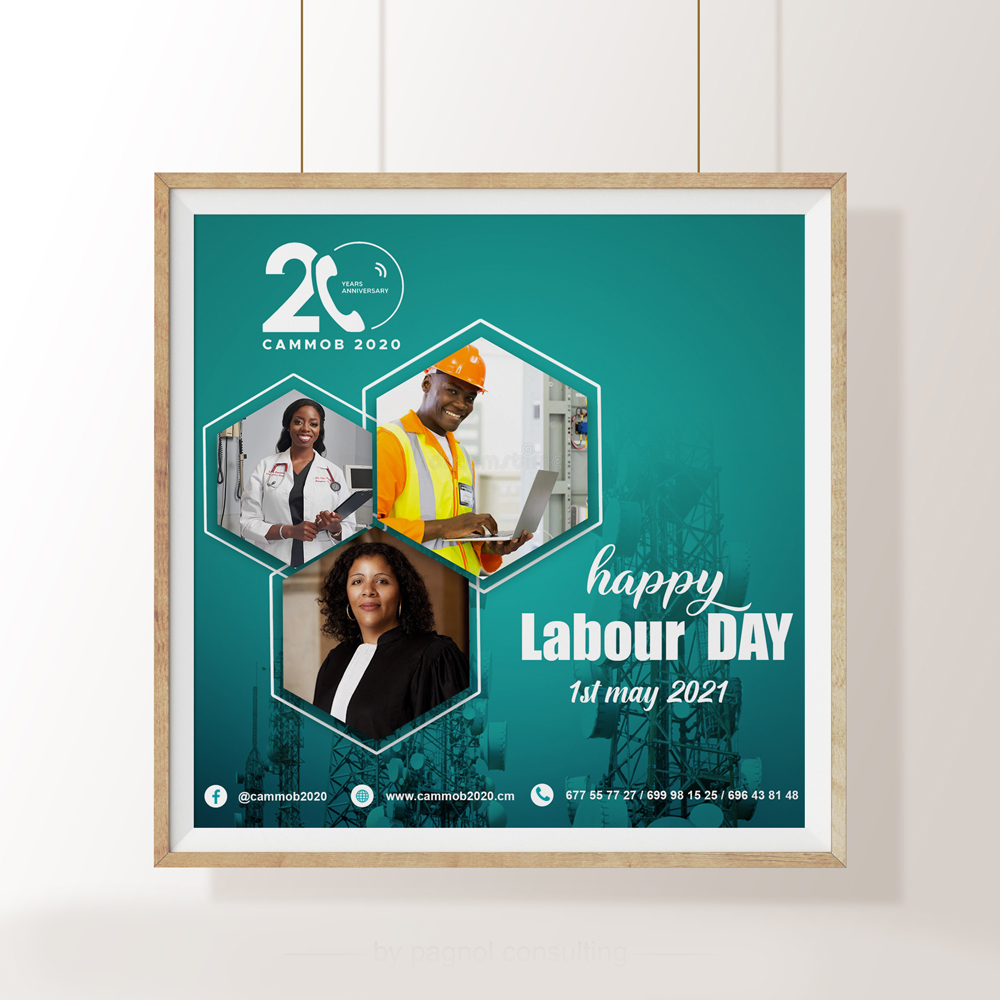 20
YEARS
ANNIVERSARY
CAMMOB 2020
happy
Labour DAY
1st may 2021
@cammob2020
www.cammob2020.cm
677 55 77 27 / 699 98 15 25 / 696 43 81 48
by pagnol consulting